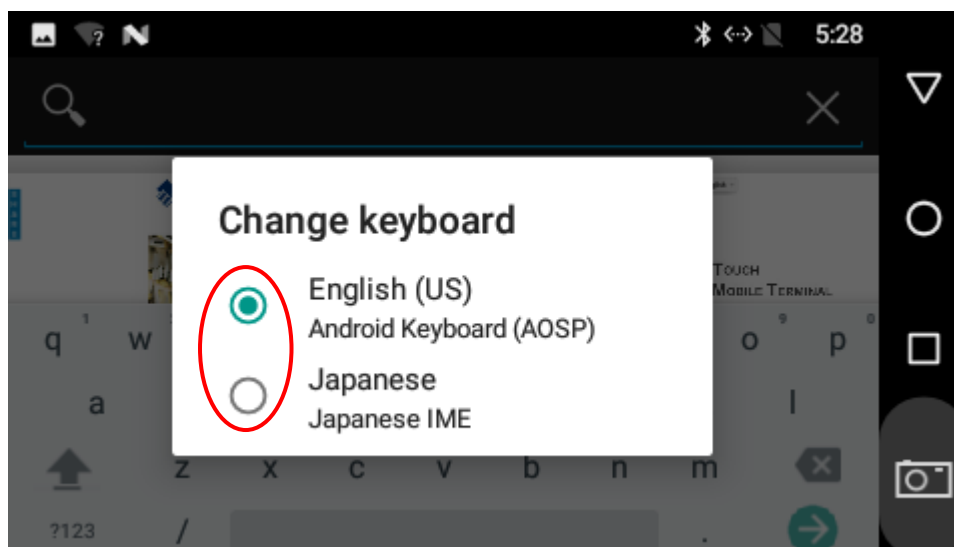 5:28
Change keyboard
English (US)
Android Keyboard (AOSP)
Japanese
Japanese IME
TOUCH
MOBILE TERMINAL
q 1 w o 9 p 0
a l
z x c v b n m
?123 / .